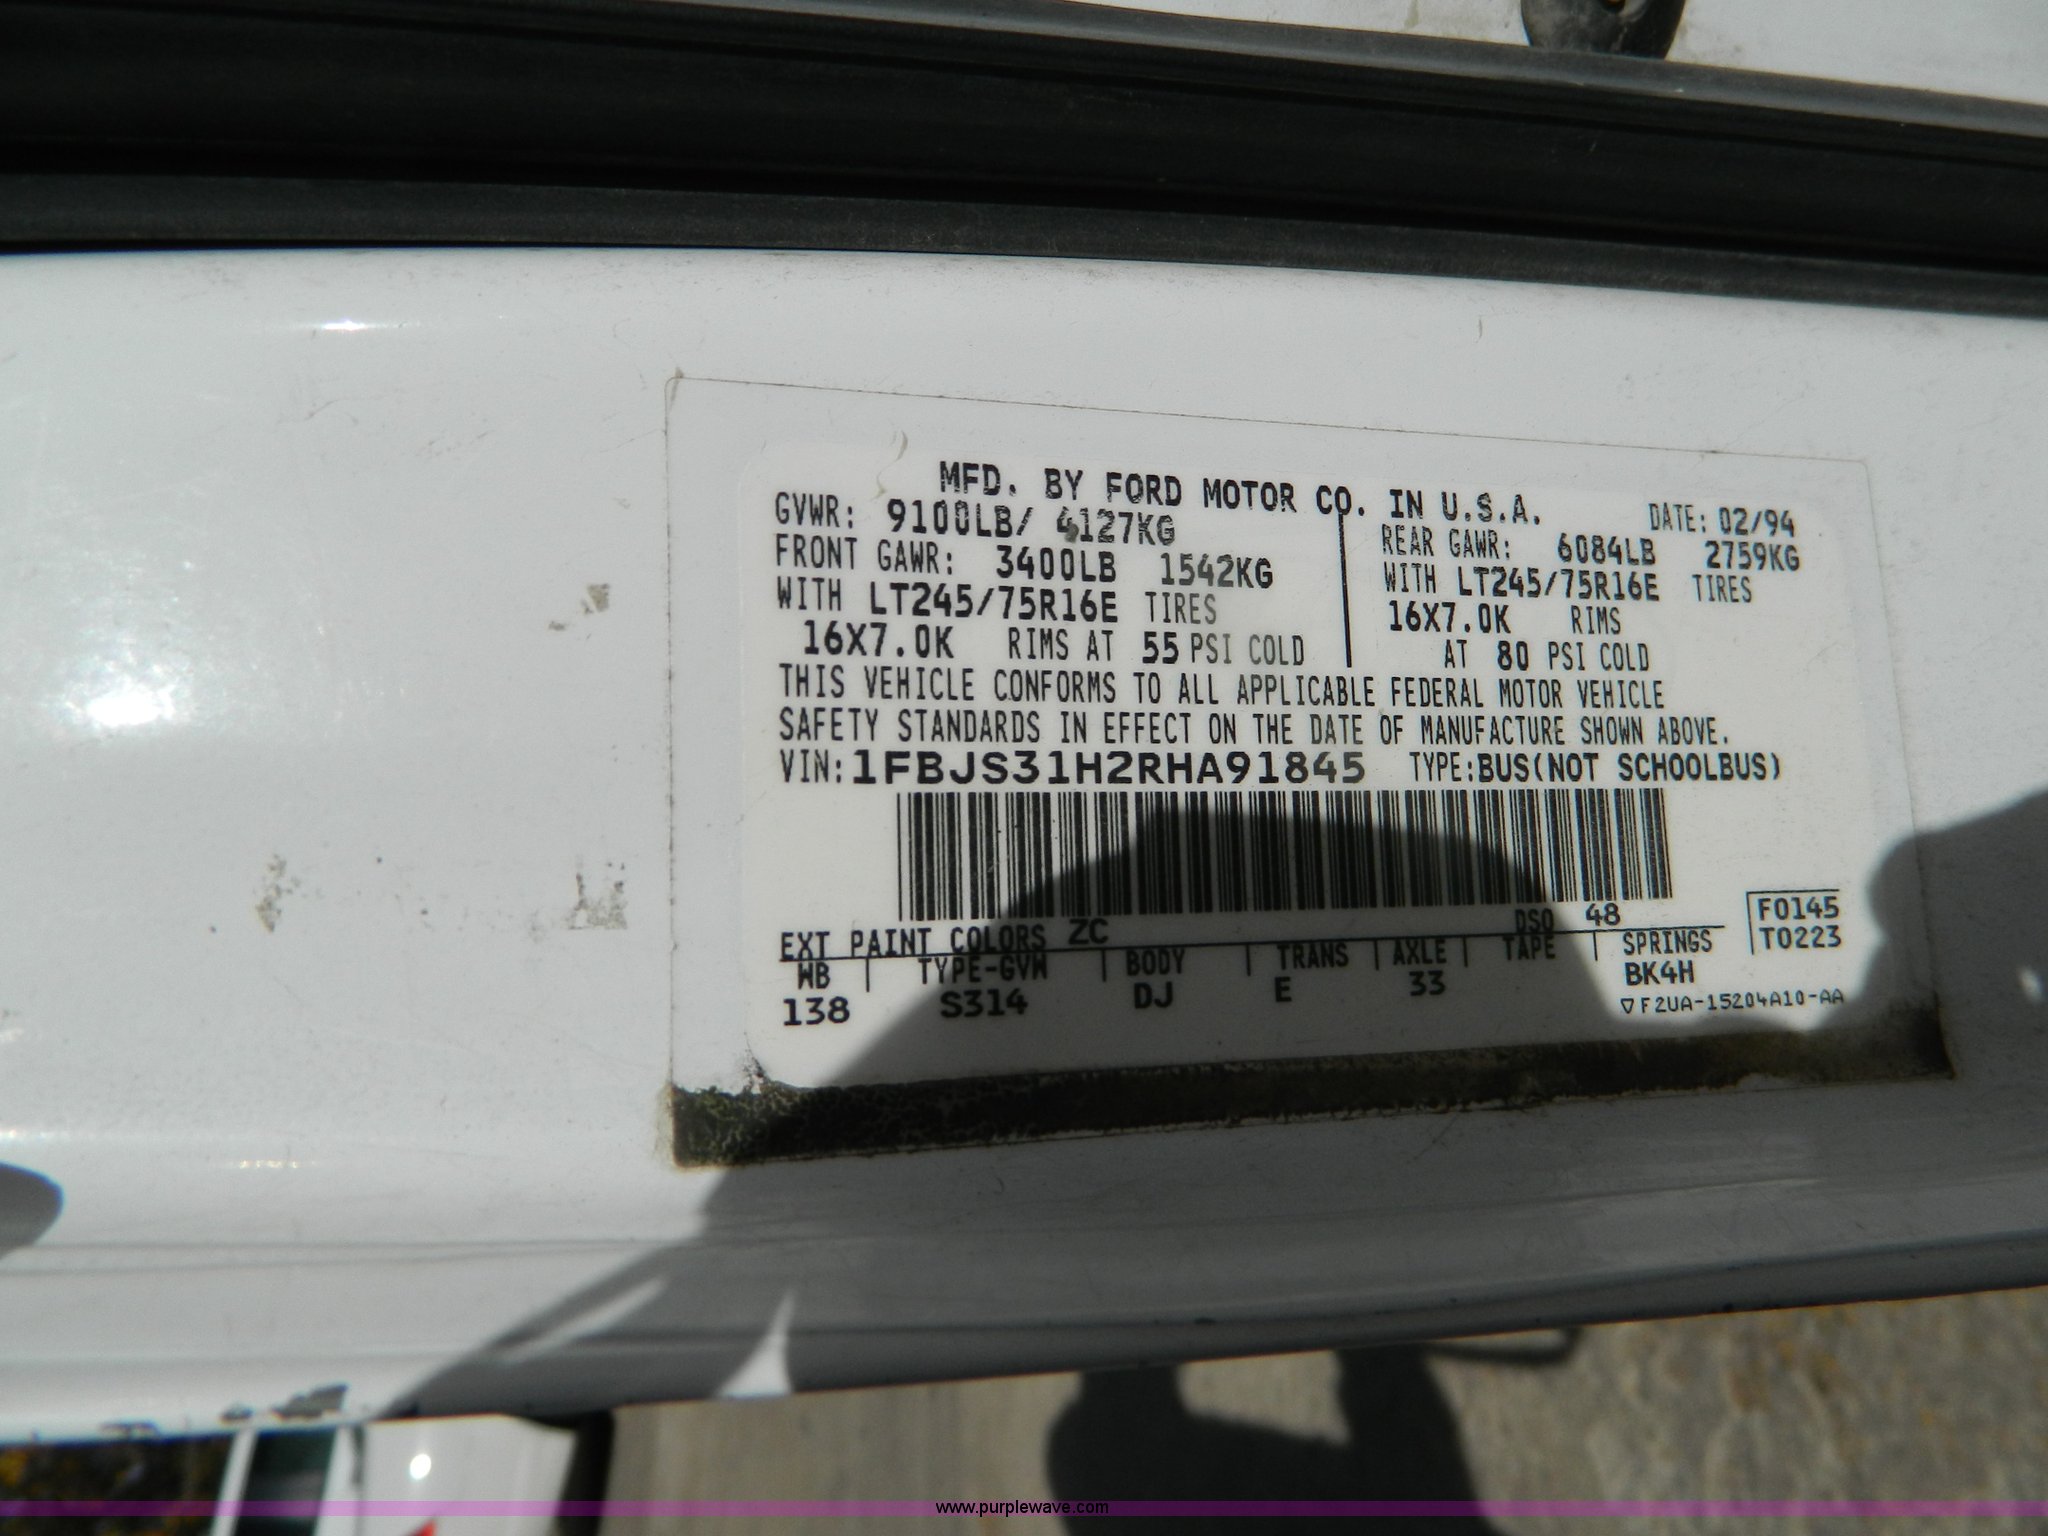 MFD. BY FORD MOTOR CO. IN U.S.A.
DATE: 02/94
GVWR: 9100LB/ 4127KG
FRONT GAWR: 3400LB 1542KG
WITH LT245/75R16E TIRES
16X7.0K RIMS AT 55 PSI COLD
REAR GAWR: 6084LB 2759KG
WITH LT245/75R16E TIRES
16X7.0K RIMS
AT 80 PSI COLD
THIS VEHICLE CONFORMS TO ALL APPLICABLE FEDERAL MOTOR VEHICLE
SAFETY STANDARDS IN EFFECT ON THE DATE OF MANUFACTURE SHOWN ABOVE.
VIN: 1FBJS31H2RHA91845 TYPE: BUS(NOT SCHOOLBUS)
EXT PAINT COLORS ZC DSO 48
F0145
T0223
WB | TYPE-GVW | BODY | TRANS | AXLE | TAPE | SPRINGS
138 S314 DJ E 33 BK4H
▽F2UA-15204A10-AA
www.purplewave.com